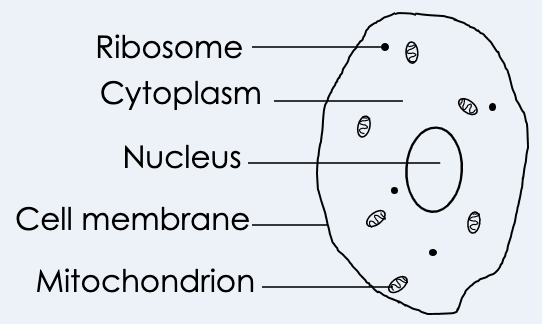 Ribosome
Cytoplasm
Nucleus
Cell membrane
Mitochondrion